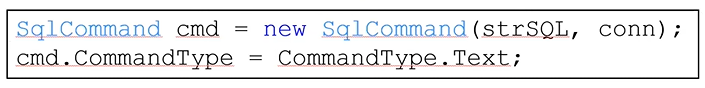 SqlCommand cmd = new SqlCommand(strSQL, conn);
cmd.CommandType = CommandType.Text;